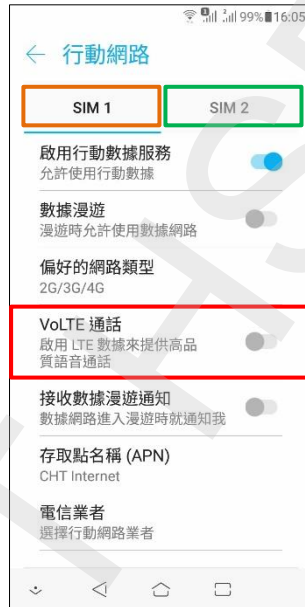 99% 16:05
行動網路
SIM 1 SIM 2
啟用行動數據服務
允許使用行動數據
數據漫遊
漫遊時允許使用數據網路
偏好的網路類型
2G/3G/4G
VoLTE 通話
啟用 LTE 數據來提供高品
質語音通話
接收數據漫遊通知
數據網路進入漫遊時就通知我
存取點名稱 (APN)
CHT Internet
電信業者
選擇行動網路業者